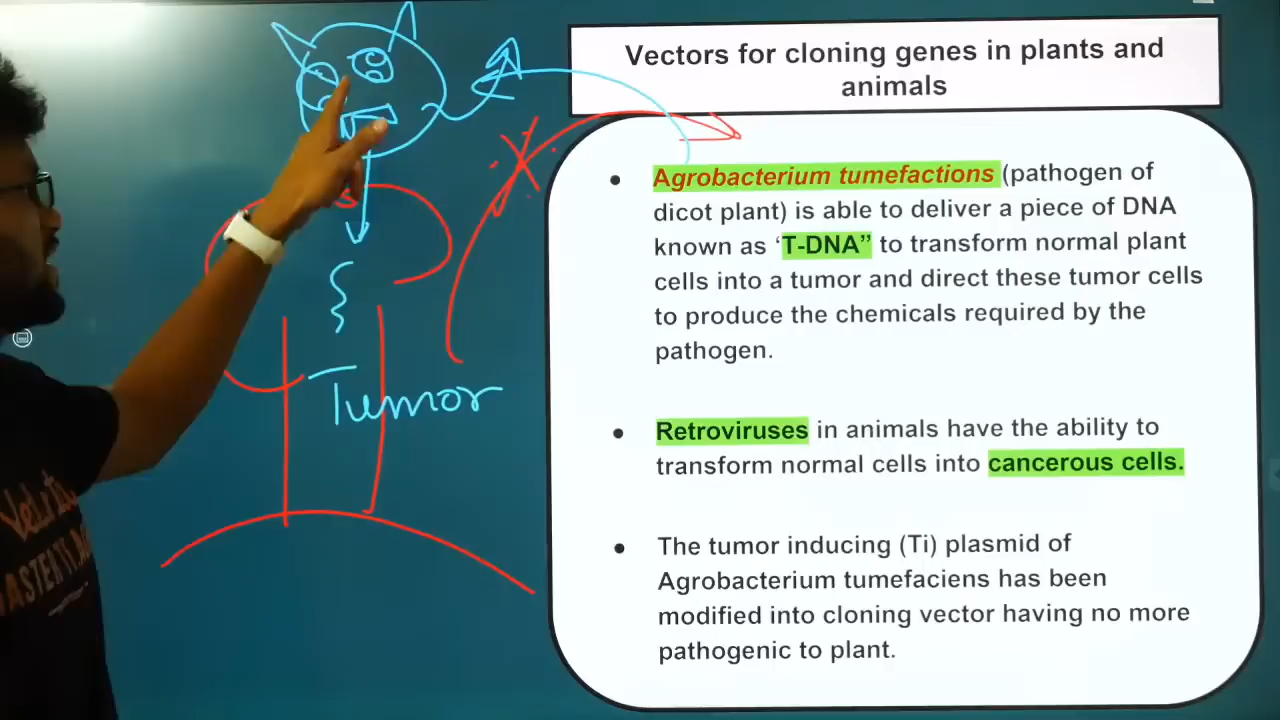 Vectors for cloning genes in plants and
animals
Agrobacterium tumefactions (pathogen of
dicot plant) is able to deliver a piece of DNA
known as ‘T-DNA” to transform normal plant
cells into a tumor and direct these tumor cells
to produce the chemicals required by the
pathogen.
Retroviruses in animals have the ability to
transform normal cells into cancerous cells.
The tumor inducing (Ti) plasmid of
Agrobacterium tumefaciens has been
modified into cloning vector having no more
pathogenic to plant.
Tumor